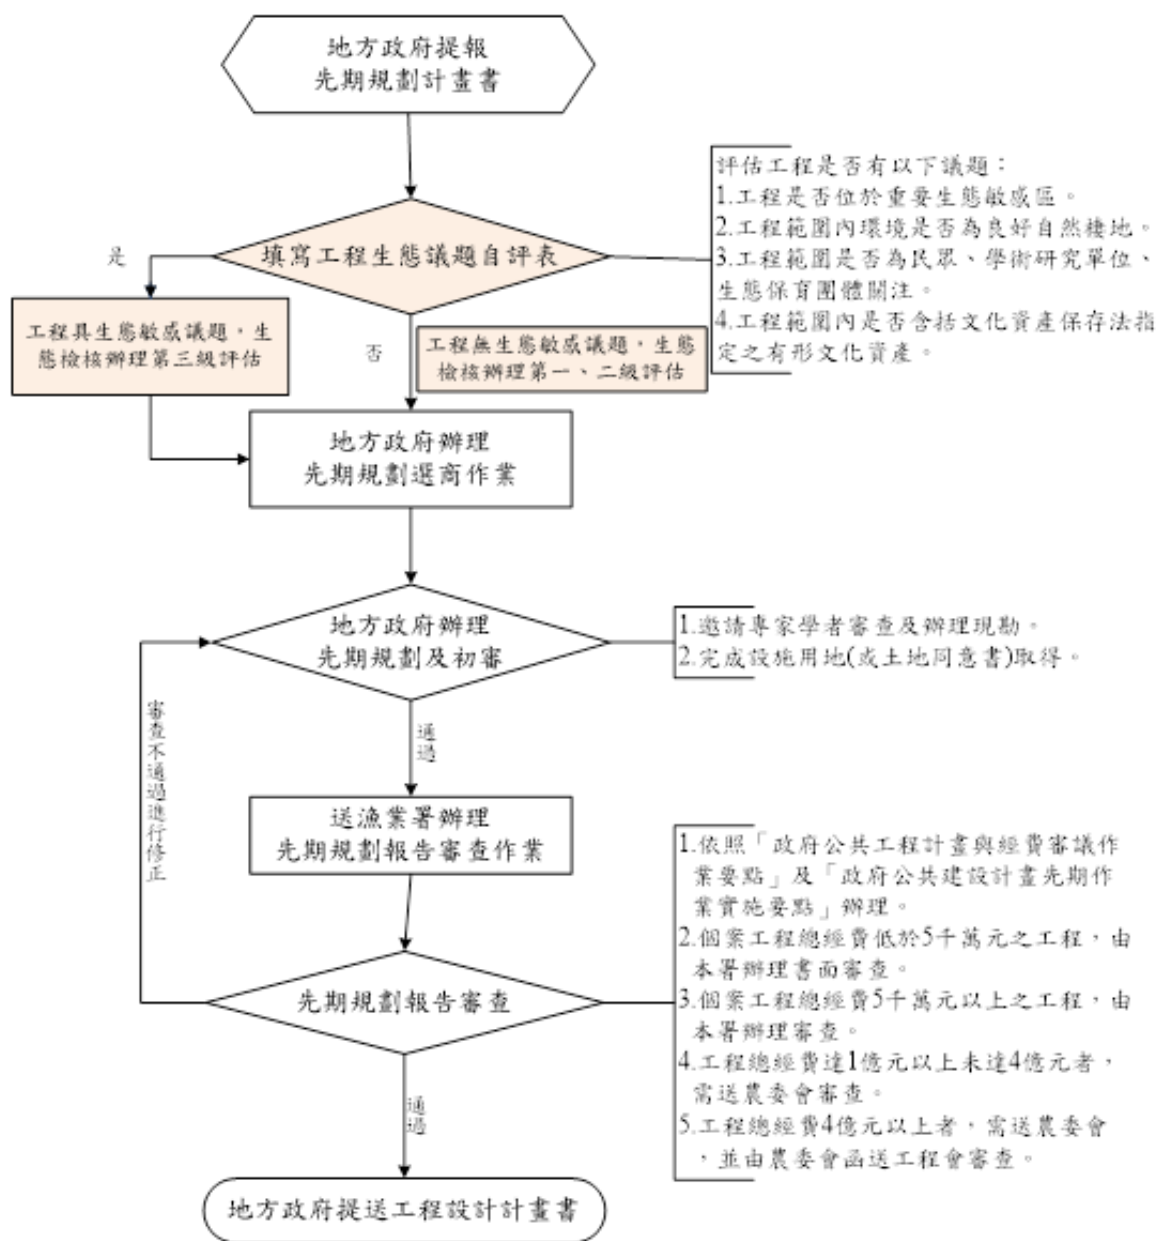 地方政府提報
先期規劃計畫書
評估工程是否有以下議題：
1.工程是否位於重要生態敏感區。
2.工程範圍內環境是否為良好自然棲地。
3.工程範圍是否為民眾、學術研究單位、
生態保育團體關注。
4.工程範圍內是否含括文化資產保存法指
定之有形文化資產。
填寫工程生態議題自評表
是
工程具生態敏感議題，生
態檢核辦理第三級評估
否
工程無生態敏感議題，生態
檢核辦理第一、二級評估
地方政府辦理
先期規劃選商作業
地方政府辦理
先期規劃及初審
1.邀請專家學者審查及辦理現勘。
2.完成設施用地(或土地同意書)取得。
審查不通過進行修正
通過
送漁業署辦理
先期規劃報告審查作業
先期規劃報告審查
1.依照「政府公共工程計畫與經費審議作
業要點」及「政府公共建設計畫先期作
業實施要點」辦理。
2.個案工程總經費低於5千萬元之工程，由
本署辦理書面審查。
3.個案工程總經費5千萬元以上之工程，由
本署辦理審查。
4.工程總經費達1億元以上未達4億元者，
需送農委會審查。
5.工程總經費4億元以上者，需送農委會
，並由農委會函送工程會審查。
通過
地方政府提送工程設計計畫書